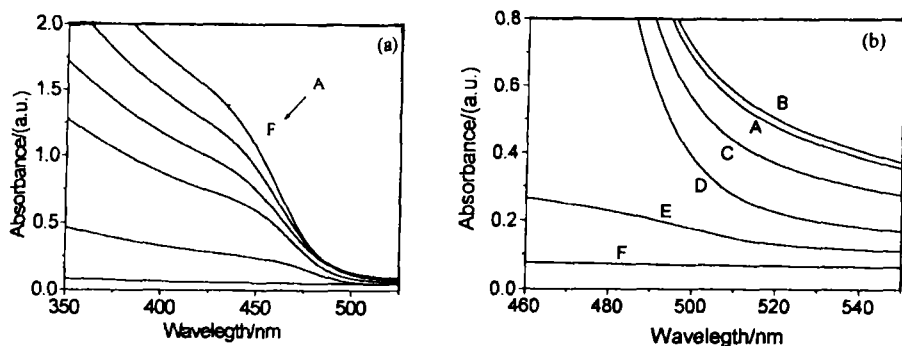 (a)
2.0
1.5
1.0
0.5
0.0
Absorbance/(a.u.)
A
F
350 400 450 500
Wavelegth/nm
(b)
0.8
0.6
0.4
0.2
0.0
Absorbance/(a.u.)
B
A
C
D
E
F
460 480 500 520 540
Wavelegth/nm